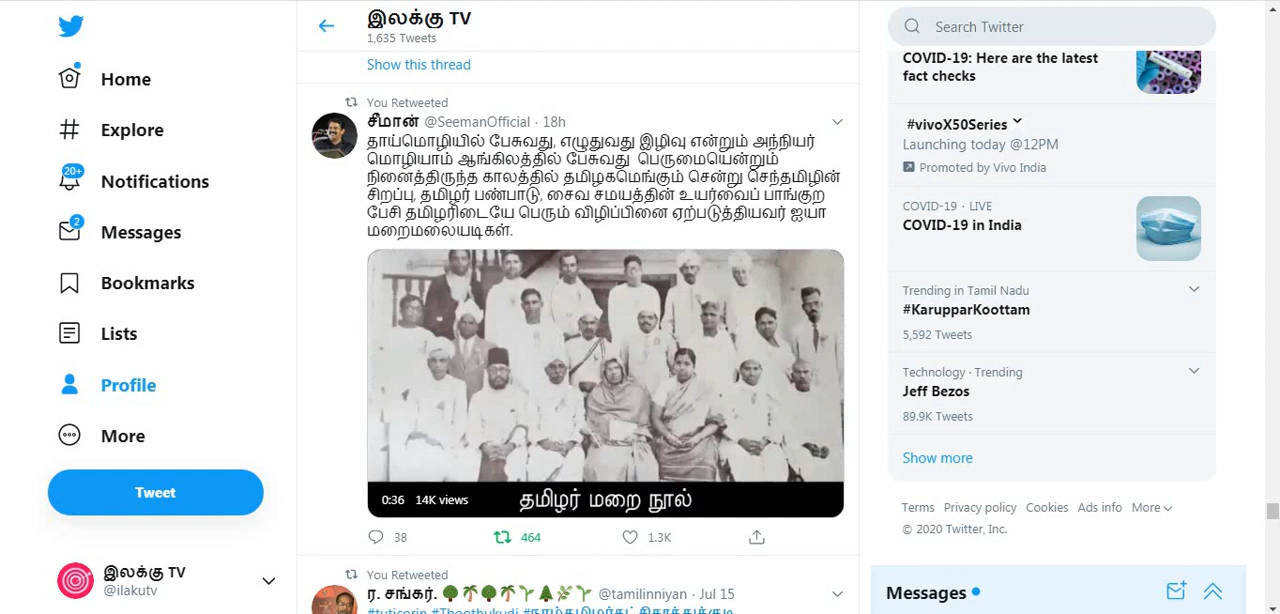 Home
Explore
20+
Notifications
2
Messages
Bookmarks
Lists
Profile
More
Tweet
இலக்கு TV
@ilakutv
இலக்கு TV
1,635 Tweets
Show this thread
You Retweeted
சீமான் @SeemanOfficial · 18h
தாய்மொழியில் பேசுவது, எழுதுவது இழிவு என்றும் அந்நியர்
மொழியாம் ஆங்கிலத்தில் பேசுவது பெருமையென்றும்
நினைத்திருந்த காலத்தில் தமிழகமெங்கும் சென்று செந்தமிழின்
சிறப்பு, தமிழர் பண்பாடு, சைவ சமயத்தின் உயர்வைப் பாங்குற
பேசி தமிழரிடையே பெரும் விழிப்பினை ஏற்படுத்தியவர் ஐயா
மறைமலையடிகள்.
0:36 14K views தமிழர் மறை நூல்
38 464 1.3K
You Retweeted
ர. சங்கர். @tamilinniyan · Jul 15
#tuticorin #Thoothukudi
Search Twitter
COVID-19: Here are the latest
fact checks
#vivoX50Series
Launching today @12PM
Promoted by Vivo India
COVID-19 · LIVE
COVID-19 in India
Trending in Tamil Nadu
#KarupparKoottam
5,592 Tweets
Technology · Trending
Jeff Bezos
89.9K Tweets
Show more
Terms Privacy policy Cookies Ads info More
© 2020 Twitter, Inc.
Messages